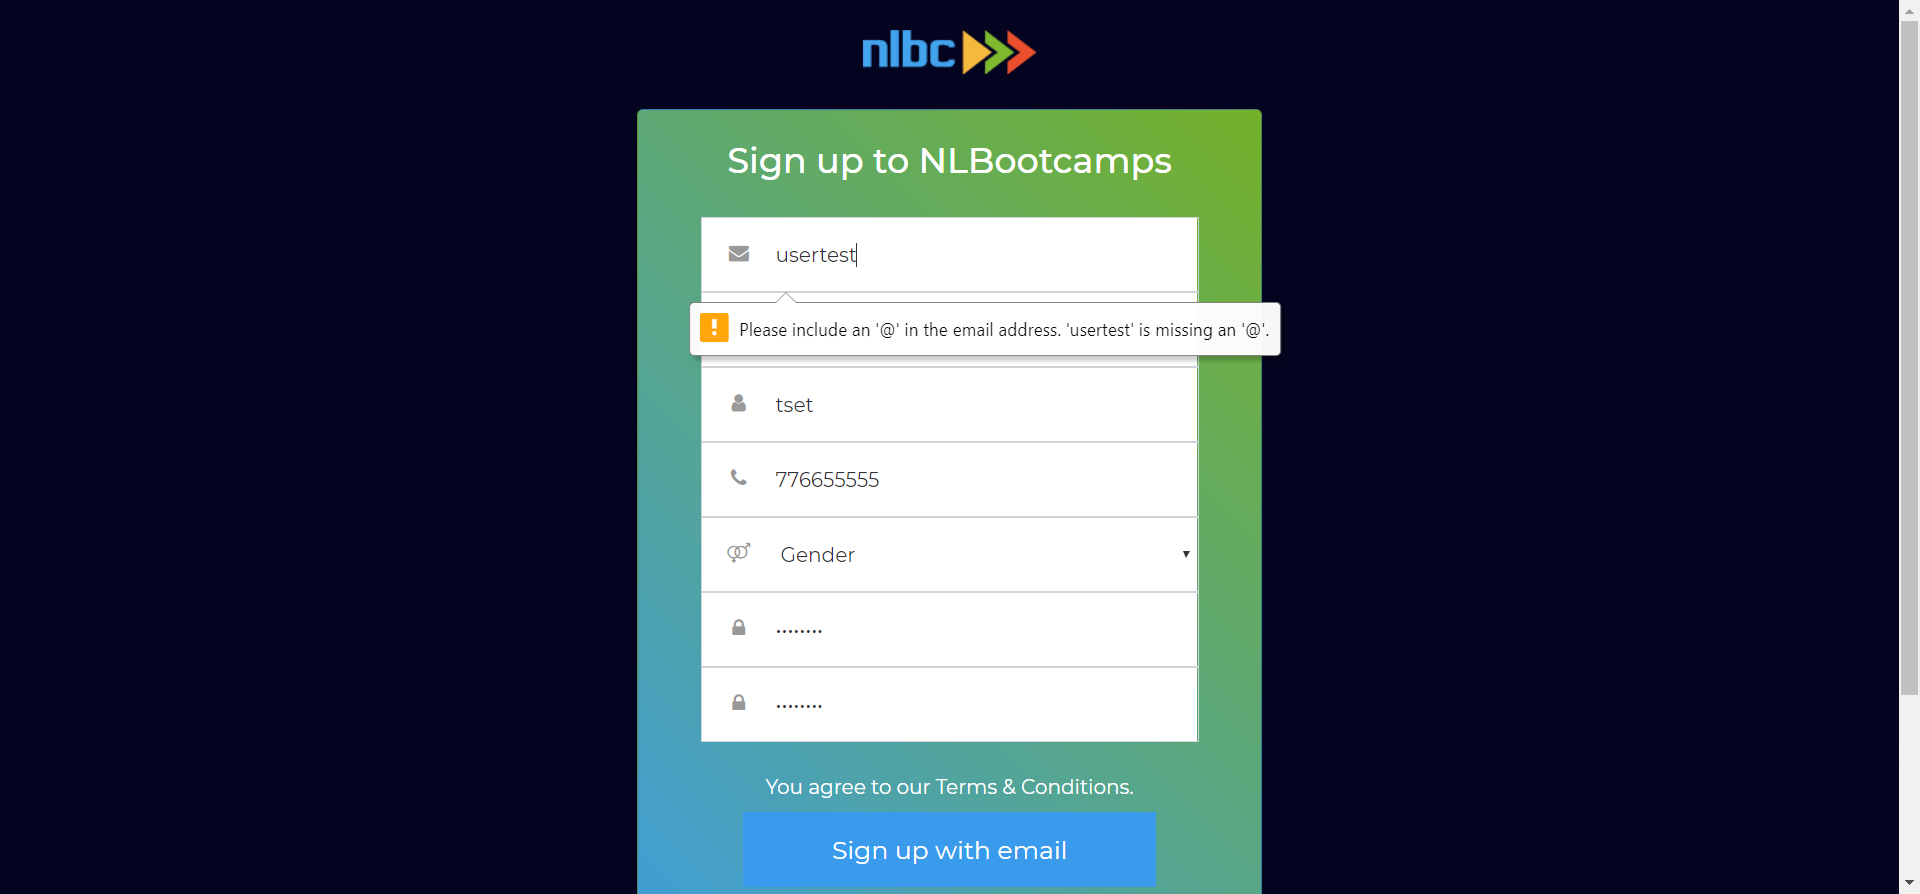 nlbc
Sign up to NLBootcamps
usertest
Please include an '@' in the email address. 'usertest' is missing an '@'.
tset
776655555
Gender
••••••••
••••••••
You agree to our Terms & Conditions.
Sign up with email